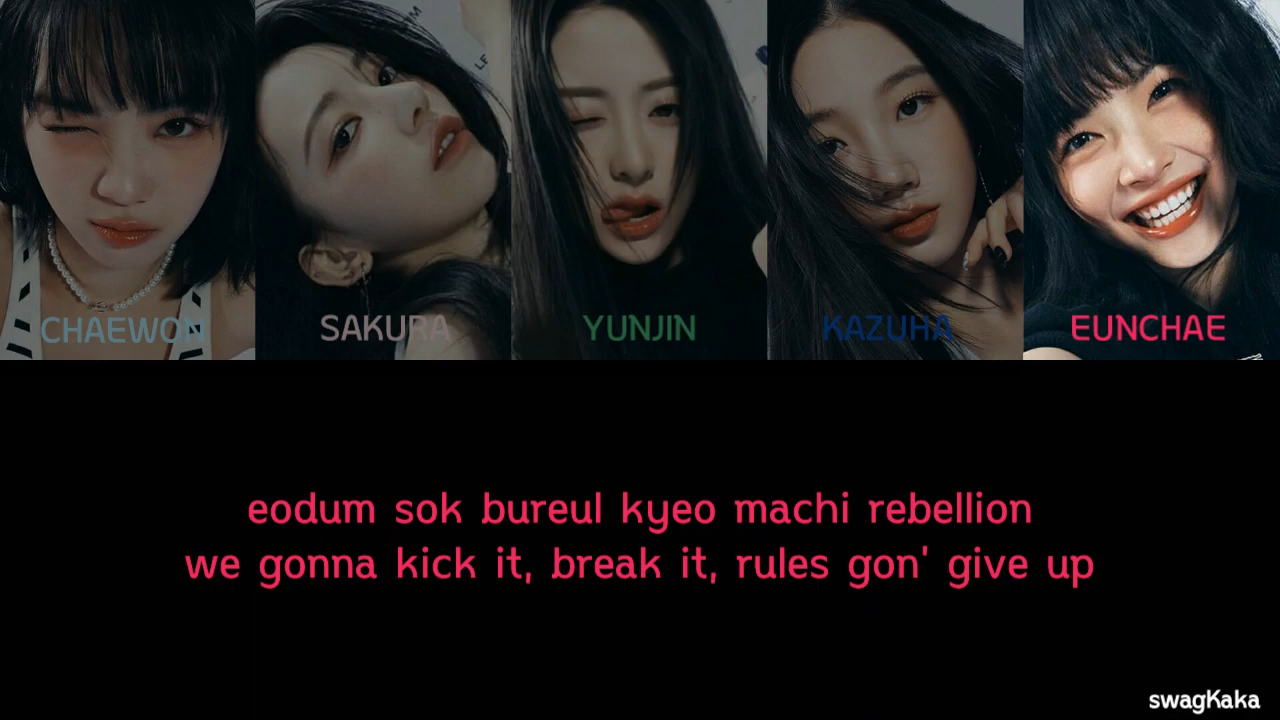 CHAEWON SAKURA YUNJIN KAZUHA EUNCHAE
eodum sok bureul kyeo machi rebellion
we gonna kick it, break it, rules gon' give up
swagKaka